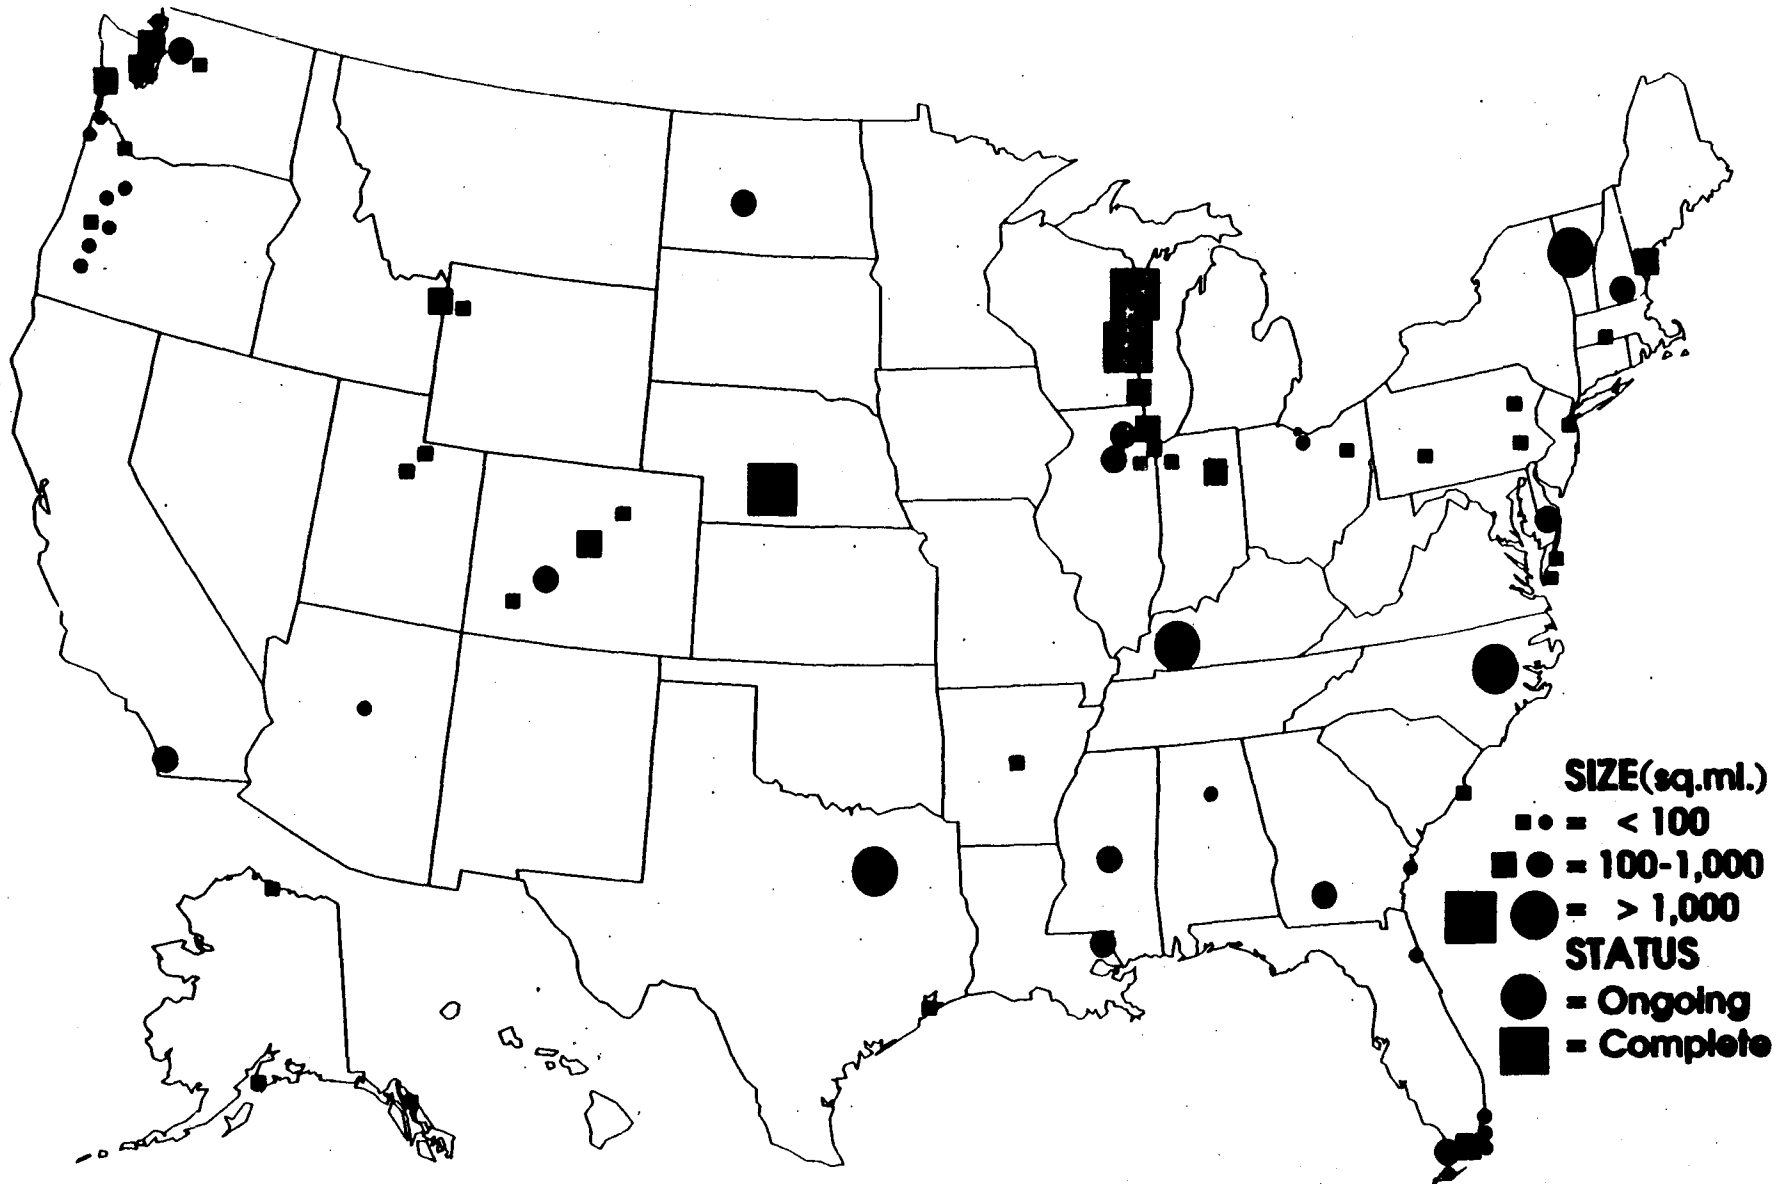 SIZE(sq.mi.)
= < 100
= 100-1,000
= > 1,000
STATUS
= Ongoing
= Complete